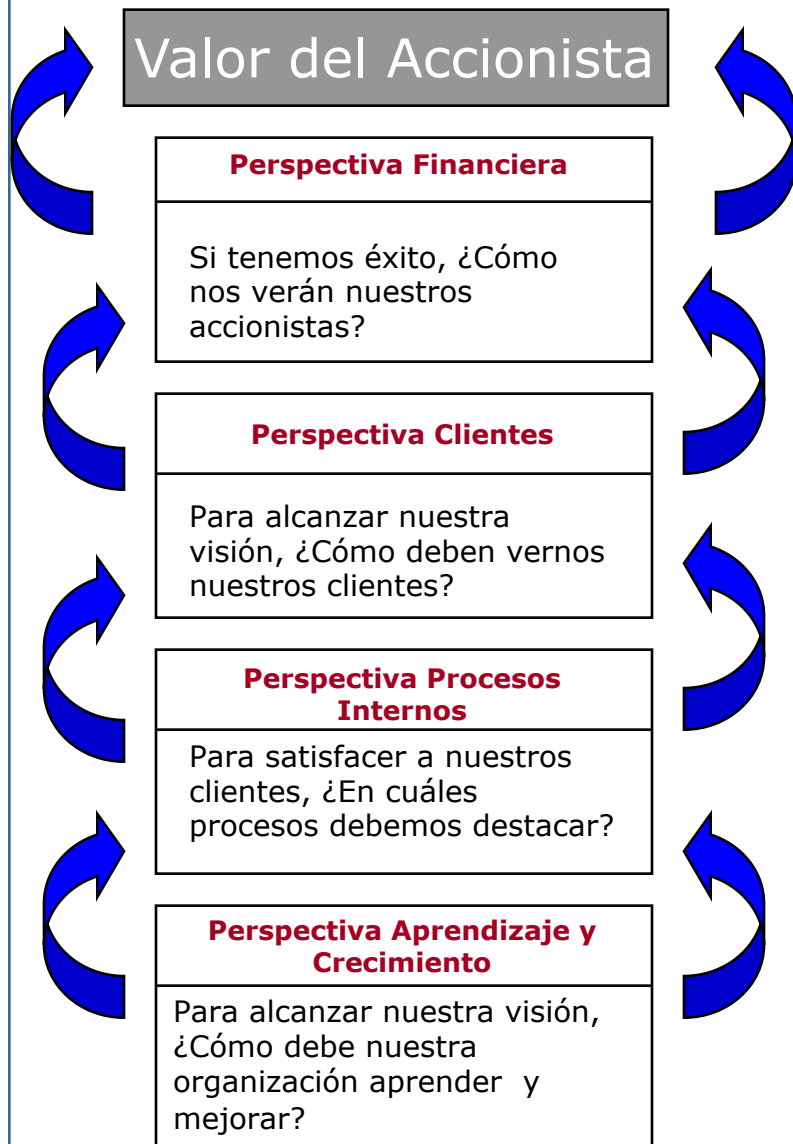 Valor del Accionista
Perspectiva Financiera
Si tenemos éxito, ¿Cómo
nos verán nuestros
accionistas?
Perspectiva Clientes
Para alcanzar nuestra
visión, ¿Cómo deben vernos
nuestros clientes?
Perspectiva Procesos
Internos
Para satisfacer a nuestros
clientes, ¿En cuáles
procesos debemos destacar?
Perspectiva Aprendizaje y
Crecimiento
Para alcanzar nuestra visión,
¿Cómo debe nuestra
organización aprender  y
mejorar?